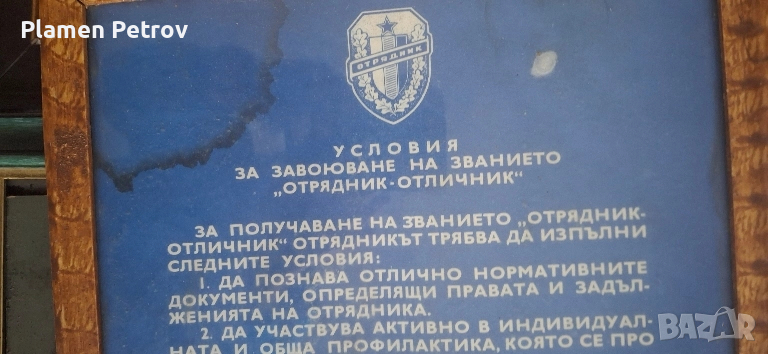 Plamen Petrov
ОТРЯДНИК
УСЛОВИЯ
ЗА ЗАВОЮВАНЕ НА ЗВАНИЕТО
„ОТРЯДНИК-ОТЛИЧНИК“
ЗА ПОЛУЧАВАНЕ НА ЗВАНИЕТО „ОТРЯДНИК-
ОТЛИЧНИК“ ОТРЯДНИКЪТ ТРЯБВА ДА ИЗПЪЛНИ
СЛЕДНИТЕ УСЛОВИЯ:
1. ДА ПОЗНАВА ОТЛИЧНО НОРМАТИВНИТЕ
ДОКУМЕНТИ, ОПРЕДЕЛЯЩИ ПРАВАТА И ЗАДЪЛ-
ЖЕНИЯТА НА ОТРЯДНИКА.
2. ДА УЧАСТВУВА АКТИВНО В ИНДИВИДУАЛ-
НАТА И ОБЩА ПРОФИЛАКТИКА, КОЯТО СЕ ПРО
BAZAR.bg